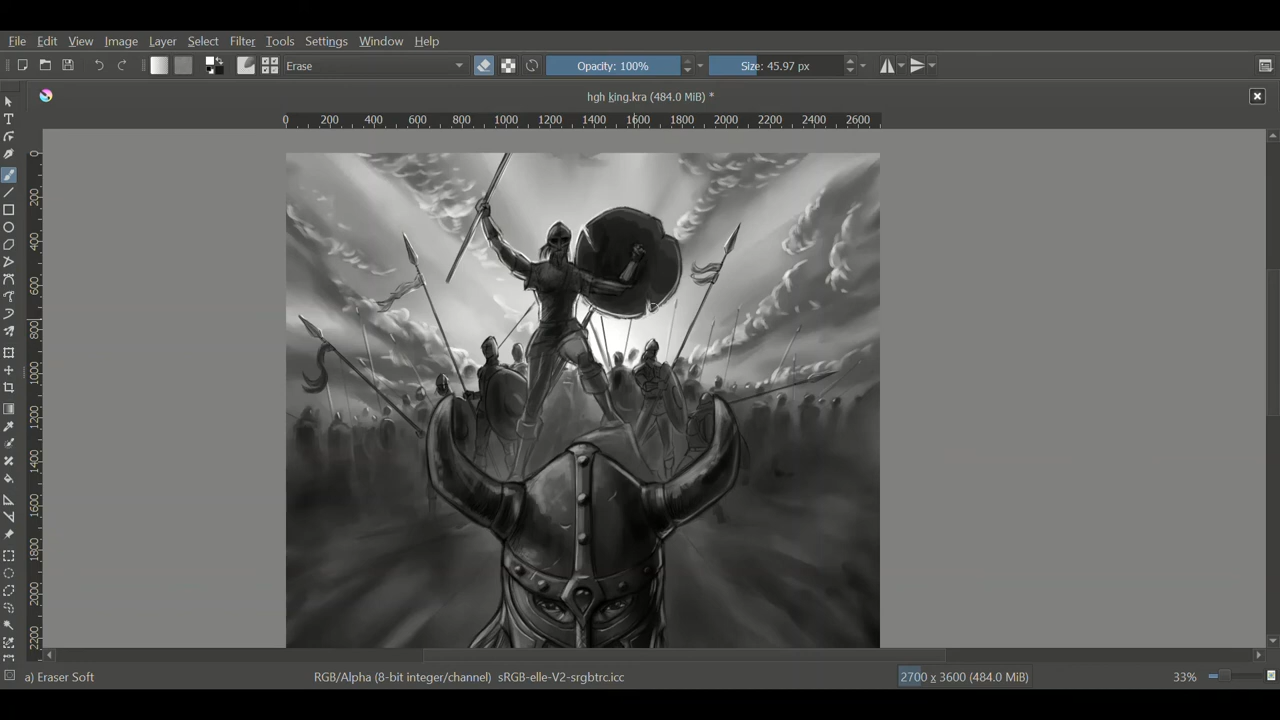 File Edit View Image Layer Select Filter Tools Settings Window Help
Erase Opacity: 100% Size: 45.97 px
hgh king.kra (484.0 MiB) *
0 200 400 600 800 1000 1200 1400 1600 1800 2000 2200 2400 2600
0
200
400
600
800
1000
1200
1400
1600
1800
2000
2200
a) Eraser Soft RGB/Alpha (8-bit integer/channel) sRGB-elle-V2-srgbtrc.icc 2700 x 3600 (484.0 MiB) 33%